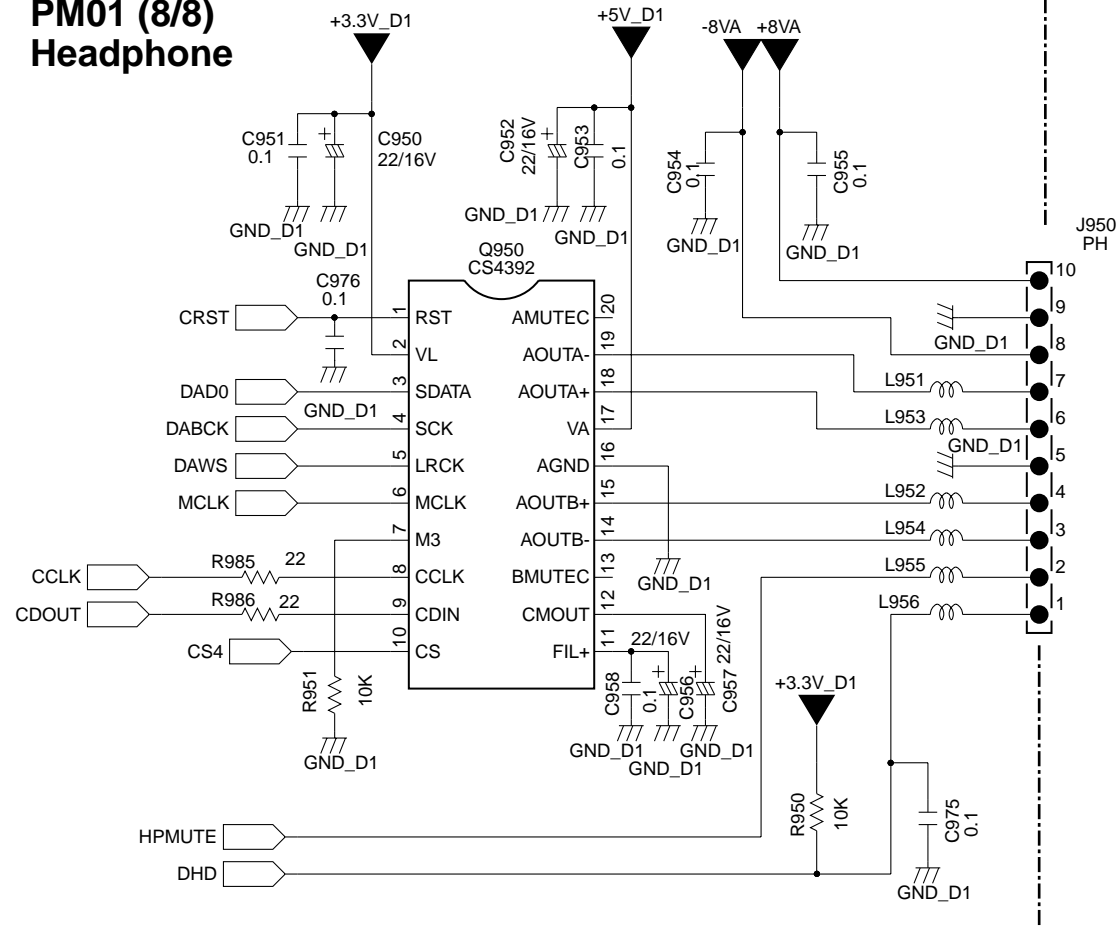 PM01 (8/8)
Headphone
+3.3V_D1
+5V_D1
-8VA
+8VA
C951
0.1
C950
22/16V
C952
22/16V
C953
0.1
C954
0.1
C955
0.1
GND_D1
GND_D1
GND_D1
GND_D1
GND_D1
GND_D1
J950
PH
Q950
CS4392
C976
0.1
GND_D1
CRST
DAD0
DABCK
DAWS
MCLK
CCLK
CDOUT
CS4
R985
22
R986
22
1
RST
2
VL
3
SDATA
4
SCK
5
LRCK
6
MCLK
7
M3
8
CCLK
9
CDIN
10
CS
AMUTEC
20
AOUTA-
19
AOUTA+
18
VA
17
AGND
16
AOUTB+
15
AOUTB-
14
BMUTEC
13
CMOUT
12
FIL+
11
10
9
GND_D1
8
L951
7
L953
6
GND_D1
5
L952
4
L954
3
L955
2
L956
1
GND_D1
22/16V
22/16V
C958
0.1
C956
C957
GND_D1
GND_D1
GND_D1
R951
10K
GND_D1
+3.3V_D1
R950
10K
C975
0.1
GND_D1
HPMUTE
DHD